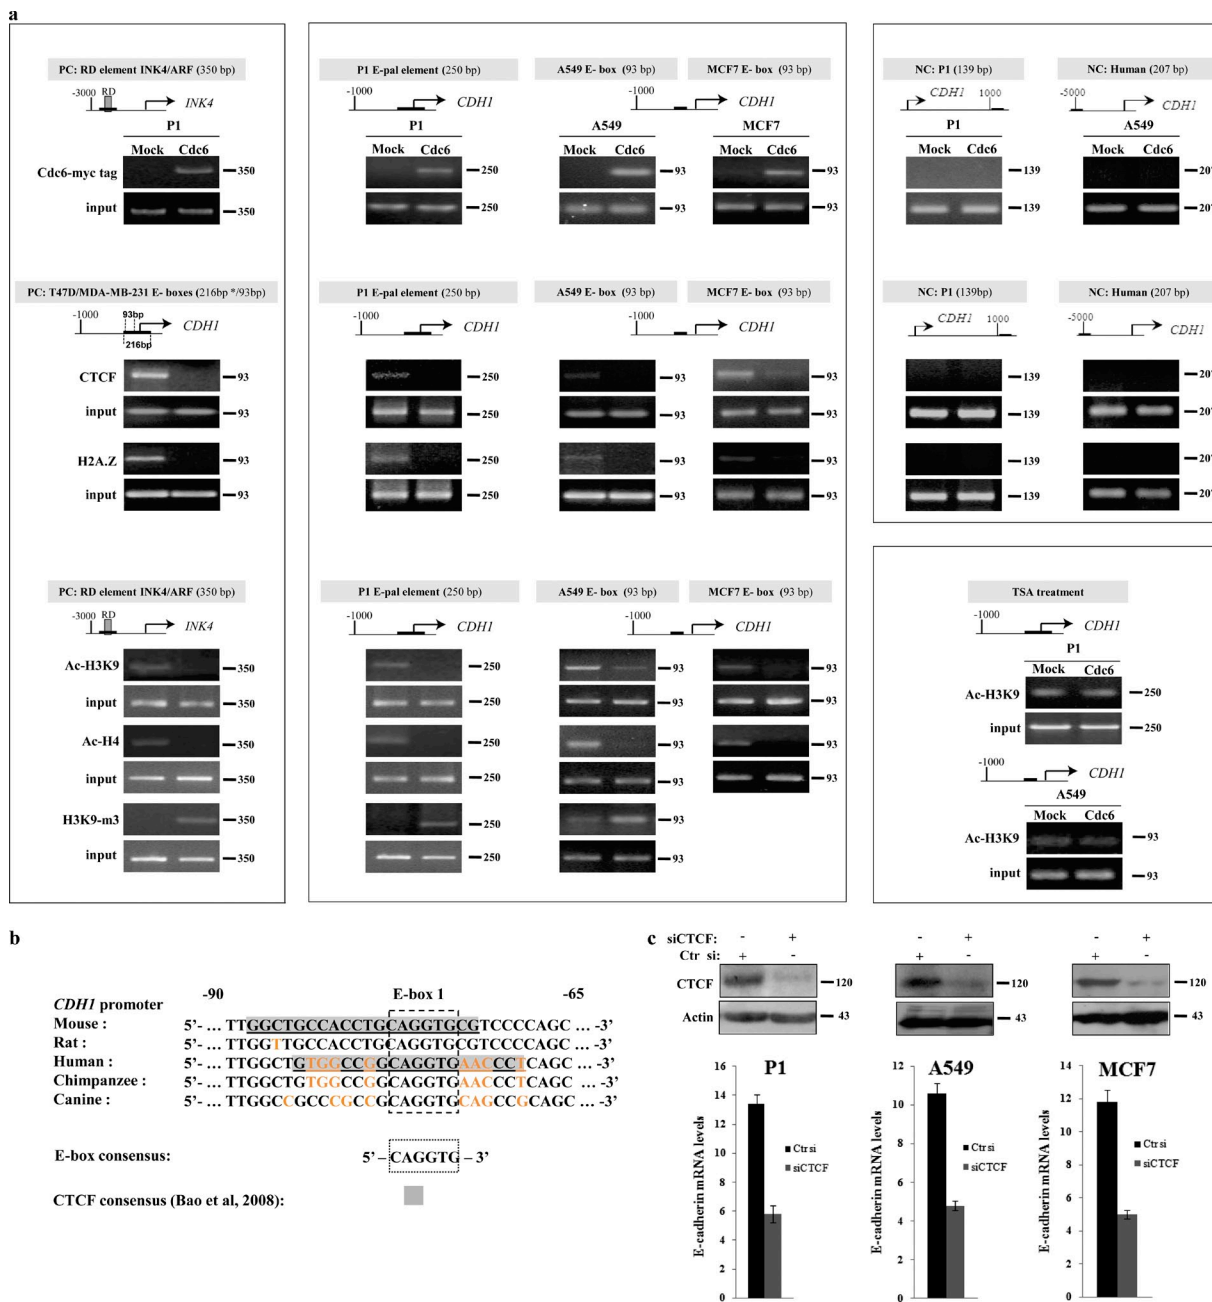 a
PC: RD element INK4/ARF (350 bp)
-3000
RD
INK4
P1
Mock Cdc6
Cdc6-myc tag
350
input
350
P1 E-pal element (250 bp)
-1000
CDH1
P1
Mock Cdc6
250
250
A549 E- box (93 bp)
MCF7 E- box (93 bp)
-1000
CDH1
A549
MCF7
Mock Cdc6
Mock Cdc6
93
93
93
93
NC: P1 (139 bp)
NC: Human (207 bp)
CDH1
1000
-5000
CDH1
P1
A549
Mock Cdc6
Mock Cdc6
139
207
139
207
PC: T47D/MDA-MB-231 E- boxes (216bp */93bp)
-1000
93bp
CDH1
216bp
CTCF
93
input
93
H2A.Z
93
input
93
P1 E-pal element (250 bp)
-1000
CDH1
250
250
250
250
A549 E- box (93 bp)
MCF7 E- box (93 bp)
-1000
CDH1
93
93
93
93
93
93
93
93
NC: P1 (139bp)
NC: Human (207 bp)
CDH1
1000
-5000
CDH1
139
207
139
207
139
207
139
207
PC: RD element INK4/ARF (350 bp)
-3000
RD
INK4
Ac-H3K9
350
input
350
Ac-H4
350
input
350
H3K9-m3
350
input
350
P1 E-pal element (250 bp)
-1000
CDH1
250
250
250
250
250
250
A549 E- box (93 bp)
MCF7 E- box (93 bp)
-1000
CDH1
93
93
93
93
93
93
93
93
93
93
TSA treatment
-1000
CDH1
P1
Mock Cdc6
Ac-H3K9
250
input
250
-1000
CDH1
A549
Mock Cdc6
Ac-H3K9
93
input
93
b
CDH1 promoter
-90
E-box 1
-65
Mouse : 5’- … TTGGCTGCCACCTGCAGGTGCGTCCCCAGC … -3’
Rat : 5’- … TTGGTTGCCACCTGCAGGTGCGTCCCCAGC … -3’
Human : 5’- … TTGGCTGTGGCCGGCAGGTGAACCCTCAGC … -3’
Chimpanzee : 5’- … TTGGCTGTGGCCGGCAGGTGAACCCTCAGC … -3’
Canine : 5’- … TTGGCCGCCCGCCGCAGGTGCAGCCGCAGC … -3’
E-box consensus: 5’ – CAGGTG – 3’
CTCF consensus (Bao et al, 2008):
c
siCTCF: - + - + - +
Ctr si: + - + - + -
CTCF
120
120
120
Actin
43
43
43
P1
E-cadherin mRNA levels
14
12
10
8
6
4
2
0
Ctrsi
siCTCF
A549
E-cadherin mRNA levels
12
10
8
6
4
2
0
Ctrsi
siCTCF
MCF7
E-cadherin mRNA levels
14
12
10
8
6
4
2
0
Ctrsi
siCTCF